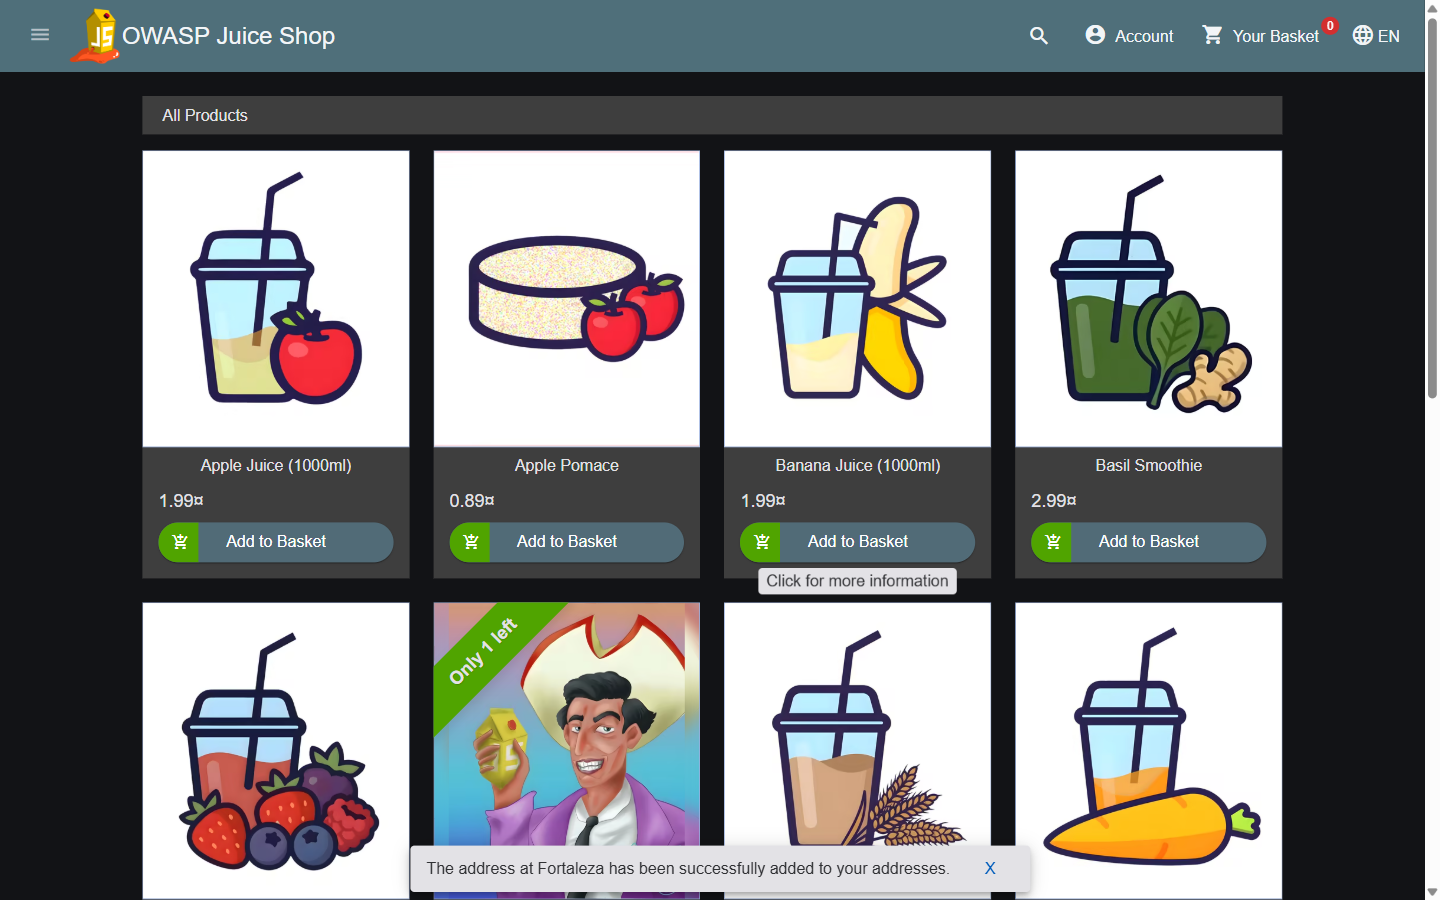 OWASP Juice Shop
Account
Your Basket
0
EN
All Products
Apple Juice (1000ml)
1.99¤
Add to Basket
Apple Pomace
0.89¤
Add to Basket
Banana Juice (1000ml)
1.99¤
Add to Basket
Basil Smoothie
2.99¤
Add to Basket
Click for more information
Only 1 left
The address at Fortaleza has been successfully added to your addresses.
X